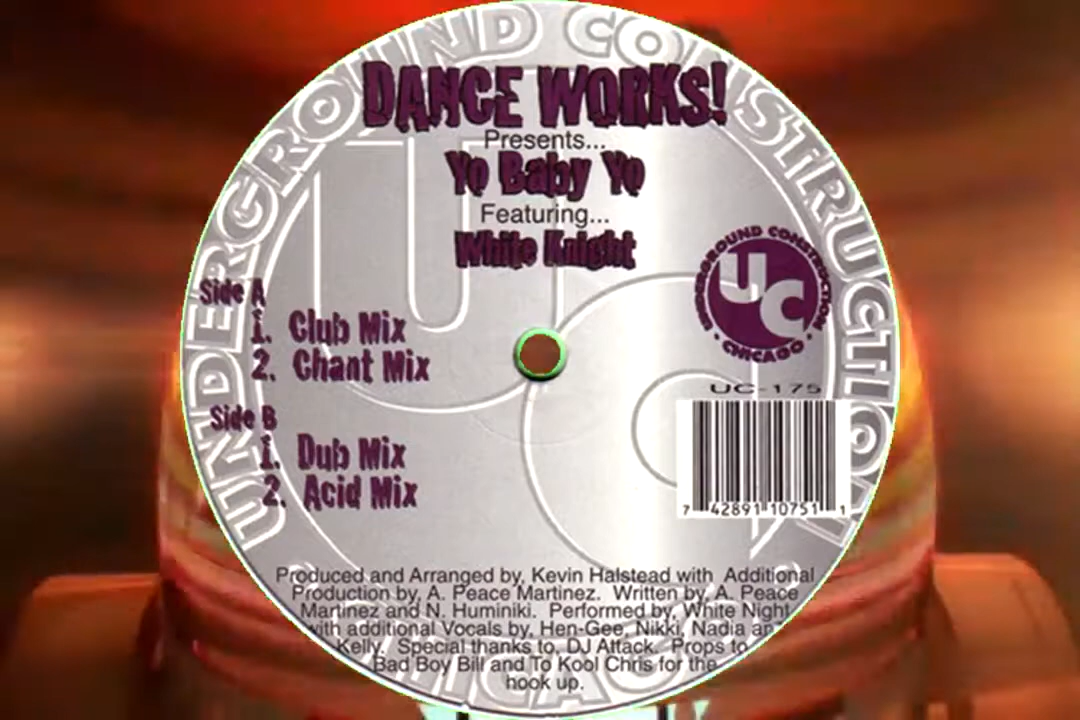 UNDERGROUND CONSTRUCTION
DANCE WORKS!
Presents...
Yo Baby Yo
Featuring...
White Knight
UNDERGROUND CONSTRUCTION
UC
• CHICAGO •
Side A
1. Club Mix
2. Chant Mix
UC-175
Side B
1. Dub Mix
2. Acid Mix
7 42891 10751 1
Produced and Arranged by, Kevin Halstead with Additional
Production by, A. Peace Martinez. Written by, A. Peace
Martinez and N. Huminiki. Performed by, White Night
with additional Vocals by, Hen-Gee, Nikki, Nadia an
Kelly. Special thanks to, DJ Attack. Props to
Bad Boy Bill and To Kool Chris for the
hook up.
CHICAGO